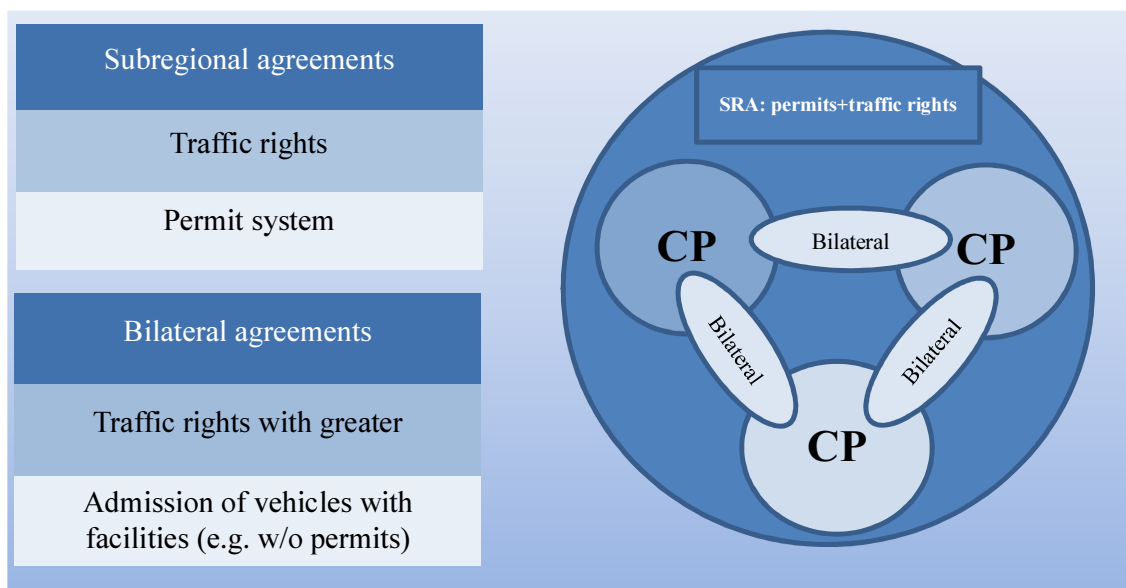 Subregional agreements
Traffic rights
Permit system
Bilateral agreements
Traffic rights with greater
Admission of vehicles with
facilities (e.g. w/o permits)
SRA: permits+traffic rights
CP
Bilateral
CP
Bilateral
Bilateral
CP